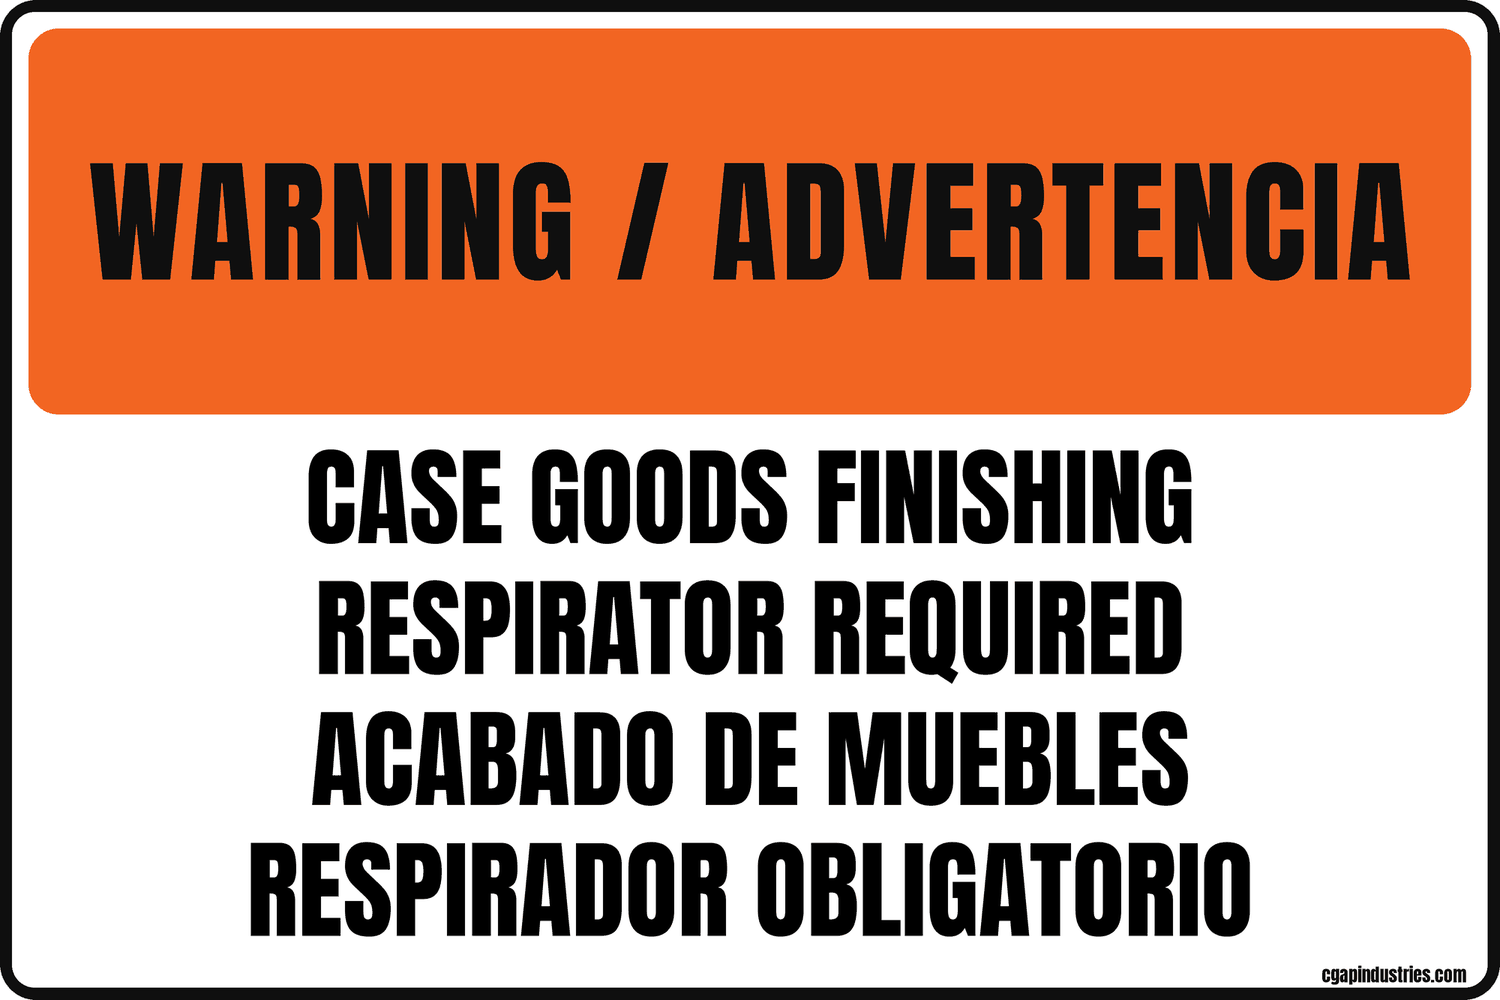 WARNING / ADVERTENCIA
CASE GOODS FINISHING
RESPIRATOR REQUIRED
ACABADO DE MUEBLES
RESPIRADOR OBLIGATORIO
cgapindustries.com